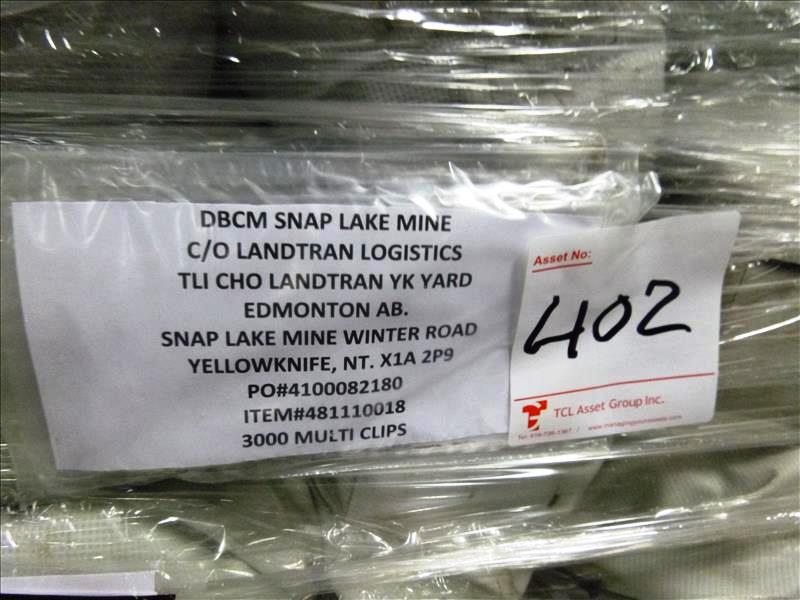 DBCM SNAP LAKE MINE
C/O LANDTRAN LOGISTICS
TLI CHO LANDTRAN YK YARD
EDMONTON AB.
SNAP LAKE MINE WINTER ROAD
YELLOWKNIFE, NT. X1A 2P9
PO#4100082180
ITEM#481110018
3000 MULTI CLIPS
Asset No:
402
TCL Asset Group Inc.